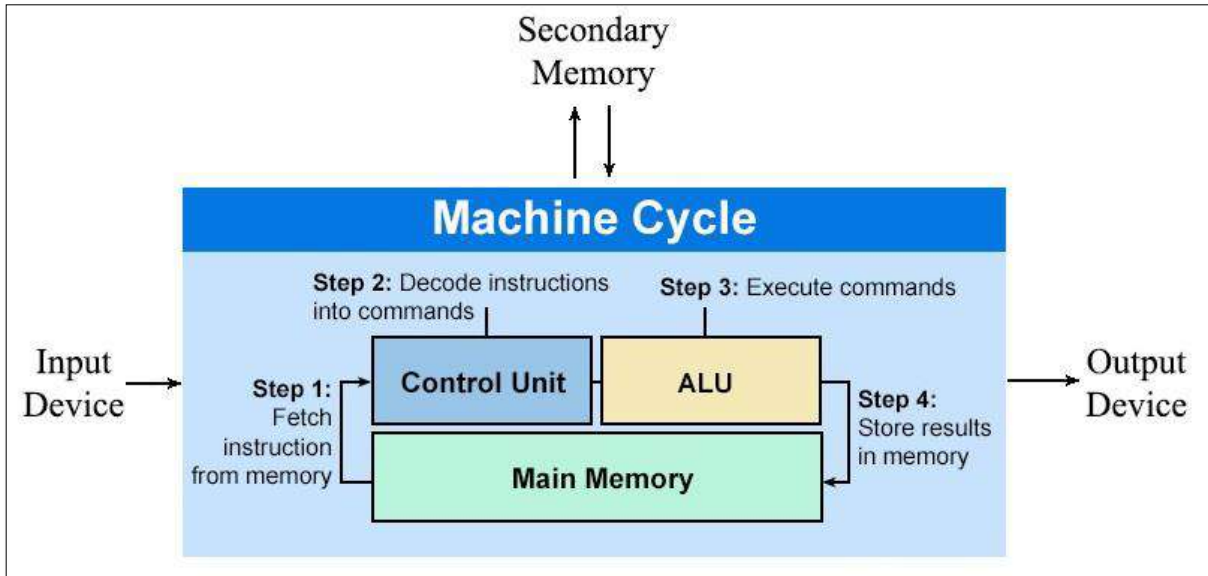 Secondary
Memory
Machine Cycle
Step 2: Decode instructions
into commands
Step 3: Execute commands
Input
Device
Step 1:
Fetch
instruction
from memory
Control Unit
ALU
Step 4:
Store results
in memory
Main Memory
Output
Device